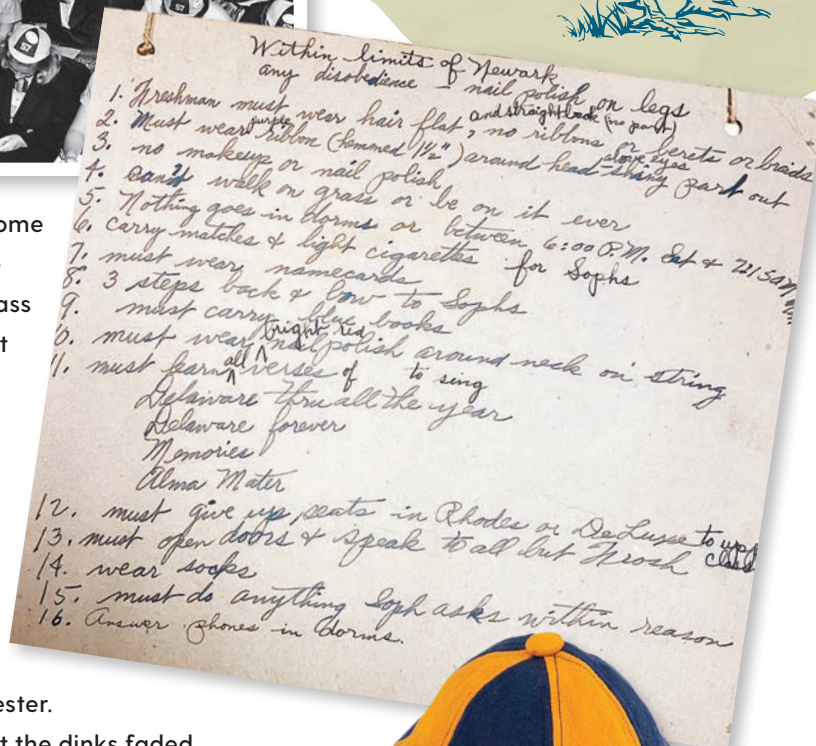 57
57
ome
ass
t
Within limits of Newark
any disobedience - nail polish on legs
1. Freshman must wear hair flat, and straight back (no part) no ribbons or berets or braids
2. Must wear purple ribbon (hemmed 1½") around head - string part out above eyes
3. no makeup or nail polish
4. Can't walk on grass or be on it ever
5. Nothing goes in dorms or between 6:00 P.M. Sat &
6. Carry matches & light cigarettes for Sophs
7. must wear namecards
8. 3 steps back & bow to Sophs
9. must carry blue books
10. must wear bright red nailpolish around neck on string
11. must learn all verses of to sing
Delaware thru all the year
Delaware forever
Memories
Alma Mater
12. must give up seats in Rhodes or DeLuxe to upp class
13. must open doors & speak to all but Frosh
14. wear socks
15. must do anything Soph asks within reason
16. Answer phones in dorms.
ester.
t the dinks faded